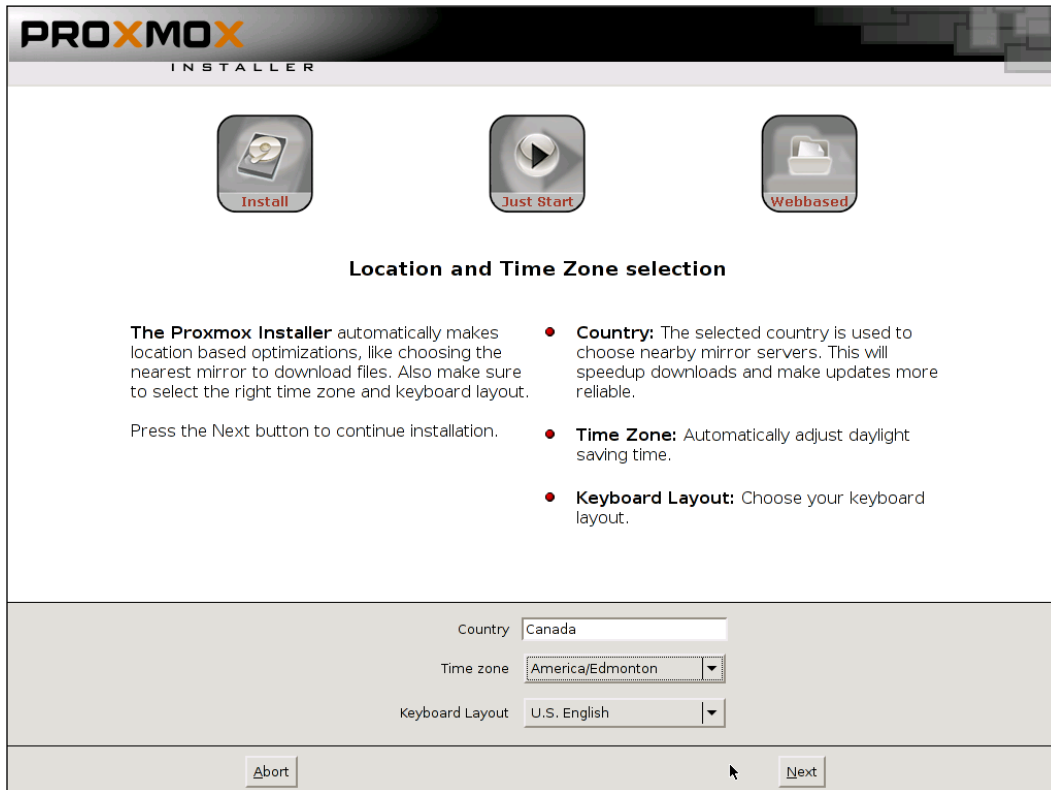 PROXMOX
INSTALLER
Install
Just Start
Webbased
Location and Time Zone selection
The Proxmox Installer automatically makes
location based optimizations, like choosing the
nearest mirror to download files. Also make sure
to select the right time zone and keyboard layout.
Press the Next button to continue installation.
Country: The selected country is used to
choose nearby mirror servers. This will
speedup downloads and make updates more
reliable.
Time Zone: Automatically adjust daylight
saving time.
Keyboard Layout: Choose your keyboard
layout.
Country Canada
Time zone America/Edmonton
Keyboard Layout U.S. English
Abort Next